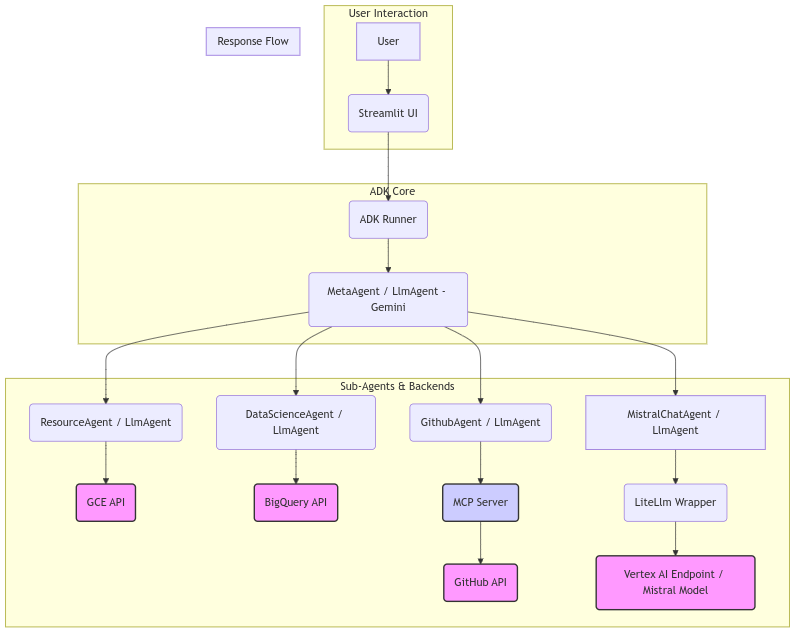 User Interaction
Response Flow
User
Streamlit UI
ADK Core
ADK Runner
MetaAgent / LlmAgent -
Gemini
Sub-Agents & Backends
ResourceAgent / LlmAgent
DataScienceAgent /
LlmAgent
GithubAgent / LlmAgent
MistralChatAgent /
LlmAgent
GCE API
BigQuery API
MCP Server
LiteLlm Wrapper
GitHub API
Vertex AI Endpoint /
Mistral Model